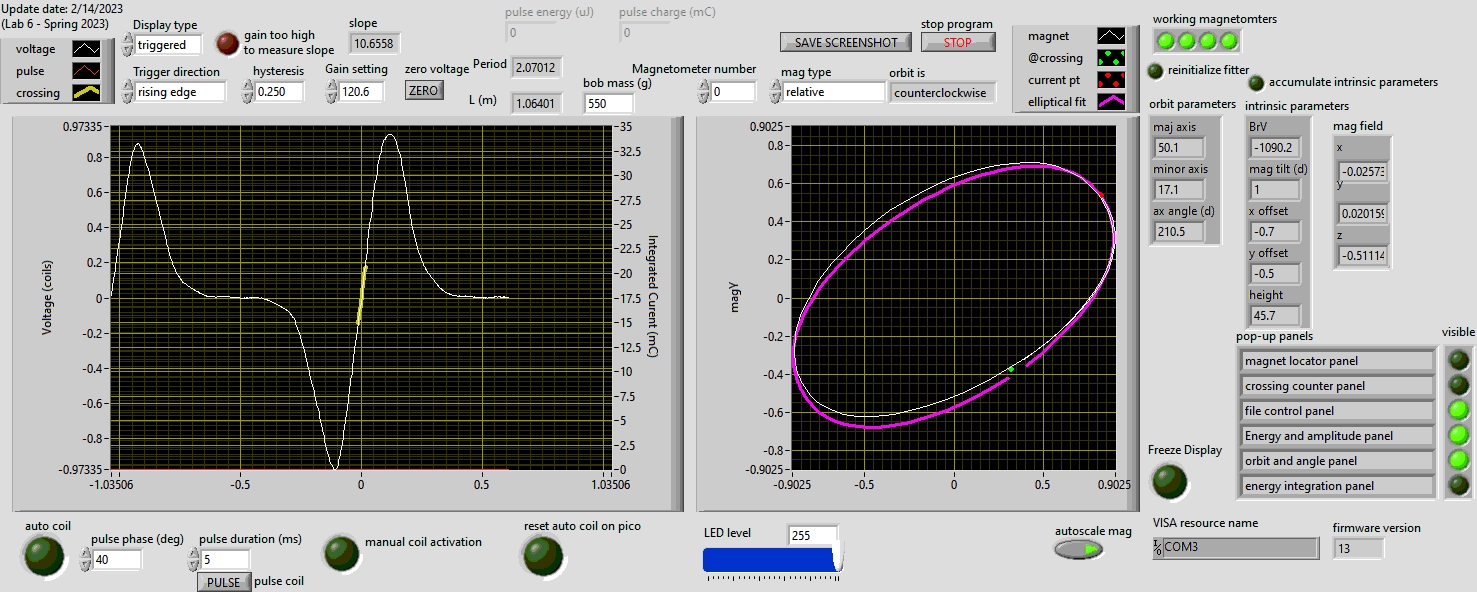 Update date: 2/14/2023
(Lab 6 - Spring 2023)
voltage
pulse
crossing
Display type
triggered
gain too high
to measure slope
slope
10.6558
Trigger direction
rising edge
hysteresis
0.250
Gain setting
120.6
zero voltage
ZERO
pulse energy (uJ)
0
pulse charge (mC)
0
Period
2.07012
L (m)
1.06401
bob mass (g)
550
SAVE SCREENSHOT
stop program
STOP
Magnetometer number
0
mag type
relative
orbit is
counterclockwise
magnet
@crossing
current pt
elliptical fit
working magnetomters
reinitialize fitter
accumulate intrinsic parameters
orbit parameters
maj axis
50.1
minor axis
17.1
ax angle (d)
210.5
intrinsic parameters
BrV
-1090.2
mag tilt (d)
1
x offset
-0.7
y offset
-0.5
height
45.7
mag field
x
-0.02573
y
0.020159
z
-0.51114
Voltage (coils)
0.97335
0.8
0.6
0.4
0.2
0
-0.2
-0.4
-0.6
-0.8
-0.97335
-1.03506
-0.5
0
0.5
1.03506
35
32.5
30
27.5
25
22.5
20
17.5
15
12.5
10
7.5
5
2.5
0
Integrated Curent (mC)
magY
0.9025
0.6
0.4
0.2
0
-0.2
-0.4
-0.6
-0.8
-0.9025
-0.9025
-0.5
0
0.5
0.9025
pop-up panels
visible
magnet locator panel
crossing counter panel
file control panel
Energy and amplitude panel
orbit and angle panel
energy integration panel
Freeze Display
auto coil
pulse phase (deg)
40
pulse duration (ms)
5
PULSE
pulse coil
manual coil activation
reset auto coil on pico
LED level
255
autoscale mag
VISA resource name
COM3
firmware version
13